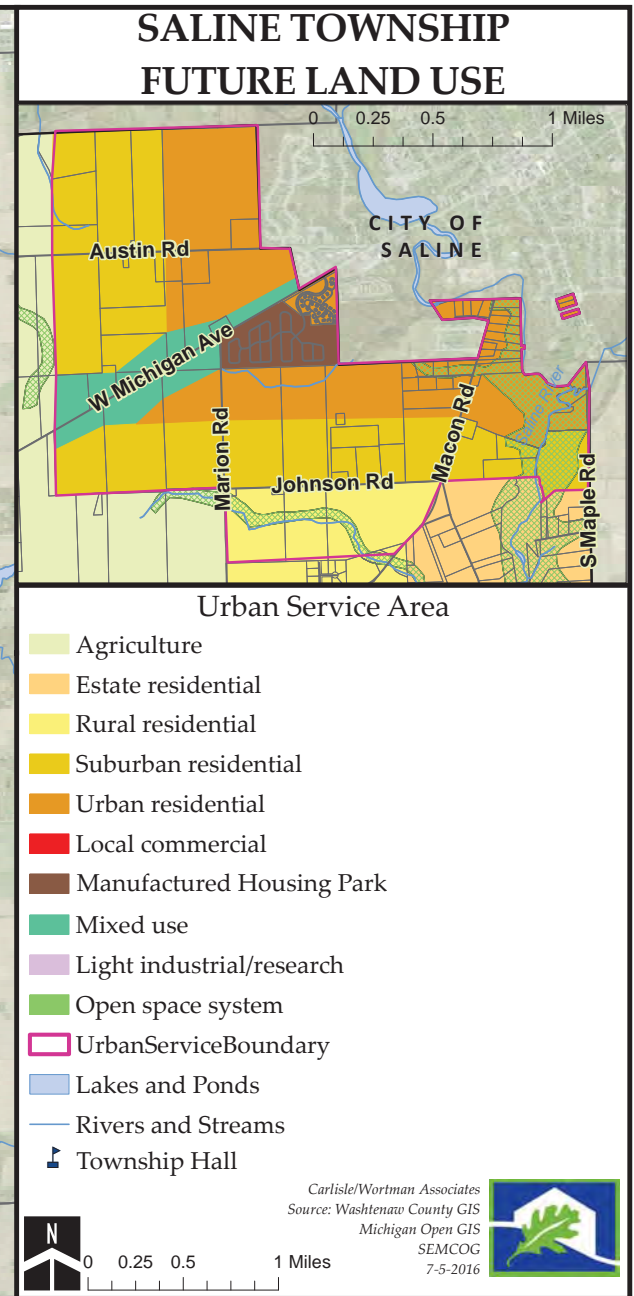 SALINE TOWNSHIP
FUTURE LAND USE
0 0.25 0.5 1 Miles
CITY OF
SALINE
Austin Rd
W Michigan Ave
Marion Rd
Macon Rd
Saline River
Johnson Rd
S Maple Rd
Urban Service Area
Agriculture
Estate residential
Rural residential
Suburban residential
Urban residential
Local commercial
Manufactured Housing Park
Mixed use
Light industrial/research
Open space system
UrbanServiceBoundary
Lakes and Ponds
Rivers and Streams
Township Hall
Carlisle/Wortman Associates
Source: Washtenaw County GIS
Michigan Open GIS
SEMCOG
7-5-2016
N
0 0.25 0.5 1 Miles